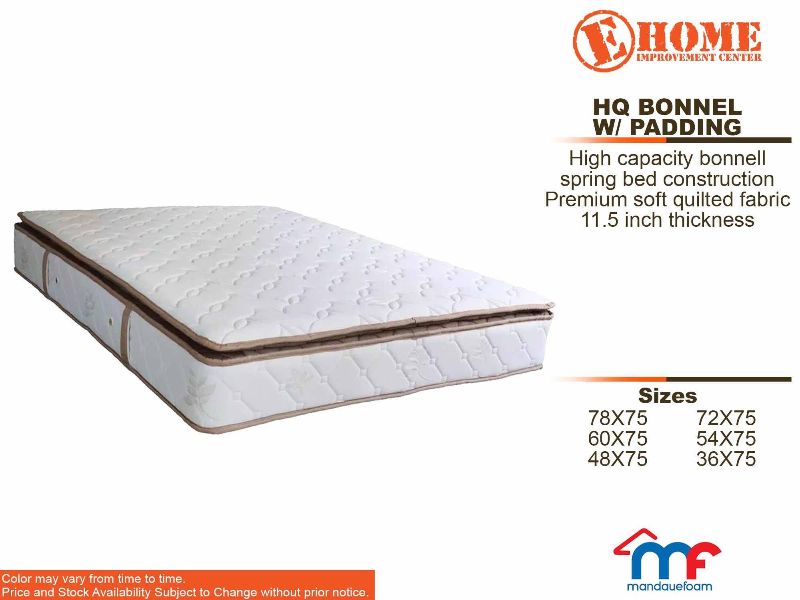 E HOME
IMPROVEMENT CENTER
HQ BONNEL
W/ PADDING
High capacity bonnell
spring bed construction
Premium soft quilted fabric
11.5 inch thickness
Sizes
78X75 72X75
60X75 54X75
48X75 36X75
mf
mandauefoam
Color may vary from time to time.
Price and Stock Availability Subject to Change without prior notice.